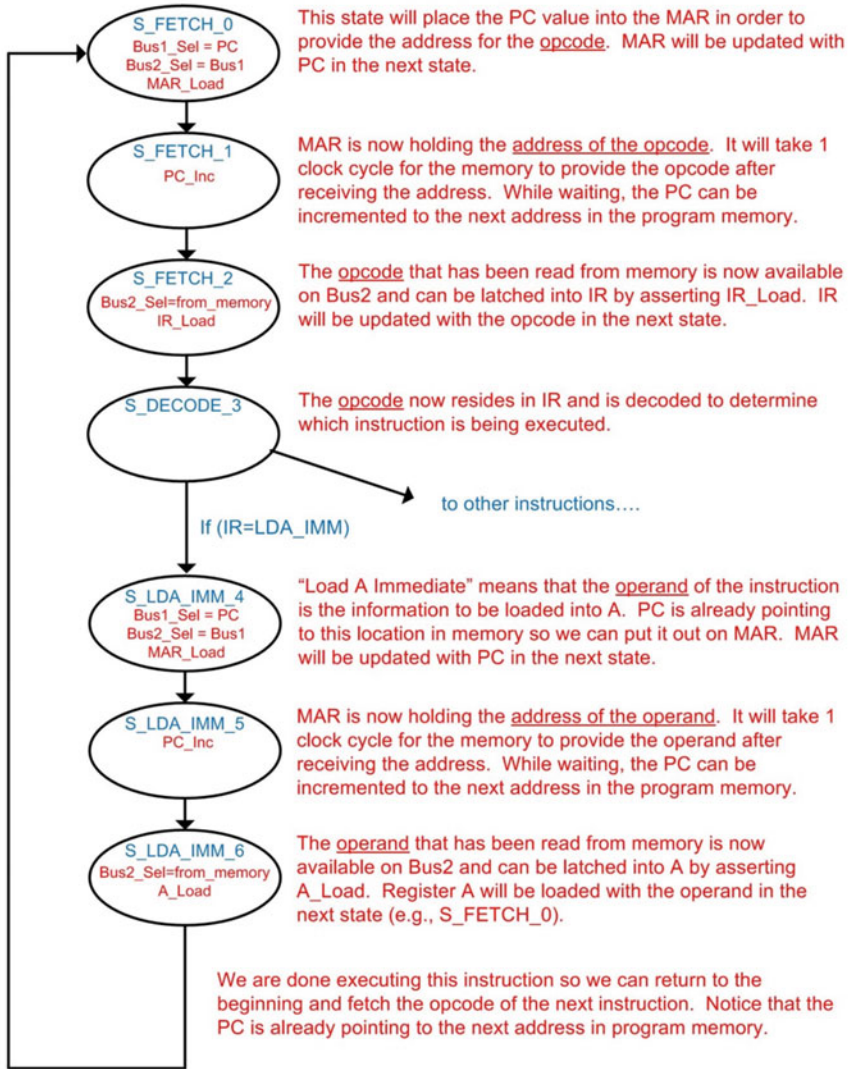 S_FETCH_0
Bus1_Sel = PC
Bus2_Sel = Bus1
MAR_Load
This state will place the PC value into the MAR in order to
provide the address for the opcode. MAR will be updated with
PC in the next state.
S_FETCH_1
PC_Inc
MAR is now holding the address of the opcode. It will take 1
clock cycle for the memory to provide the opcode after
receiving the address. While waiting, the PC can be
incremented to the next address in the program memory.
S_FETCH_2
Bus2_Sel=from_memory
IR_Load
The opcode that has been read from memory is now available
on Bus2 and can be latched into IR by asserting IR_Load. IR
will be updated with the opcode in the next state.
S_DECODE_3
The opcode now resides in IR and is decoded to determine
which instruction is being executed.
to other instructions....
If (IR=LDA_IMM)
S_LDA_IMM_4
Bus1_Sel = PC
Bus2_Sel = Bus1
MAR_Load
“Load A Immediate” means that the operand of the instruction
is the information to be loaded into A. PC is already pointing
to this location in memory so we can put it out on MAR. MAR
will be updated with PC in the next state.
S_LDA_IMM_5
PC_Inc
MAR is now holding the address of the operand. It will take 1
clock cycle for the memory to provide the operand after
receiving the address. While waiting, the PC can be
incremented to the next address in the program memory.
S_LDA_IMM_6
Bus2_Sel=from_memory
A_Load
The operand that has been read from memory is now
available on Bus2 and can be latched into A by asserting
A_Load. Register A will be loaded with the operand in the
next state (e.g., S_FETCH_0).
We are done executing this instruction so we can return to the
beginning and fetch the opcode of the next instruction. Notice that the
PC is already pointing to the next address in program memory.